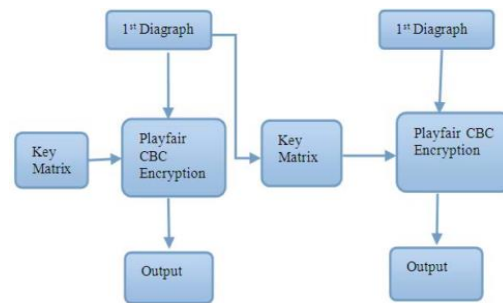 1st Diagraph
1st Diagraph
Key
Matrix
Playfair
CBC
Encryption
Key
Matrix
Playfair CBC
Encryption
Output
Output